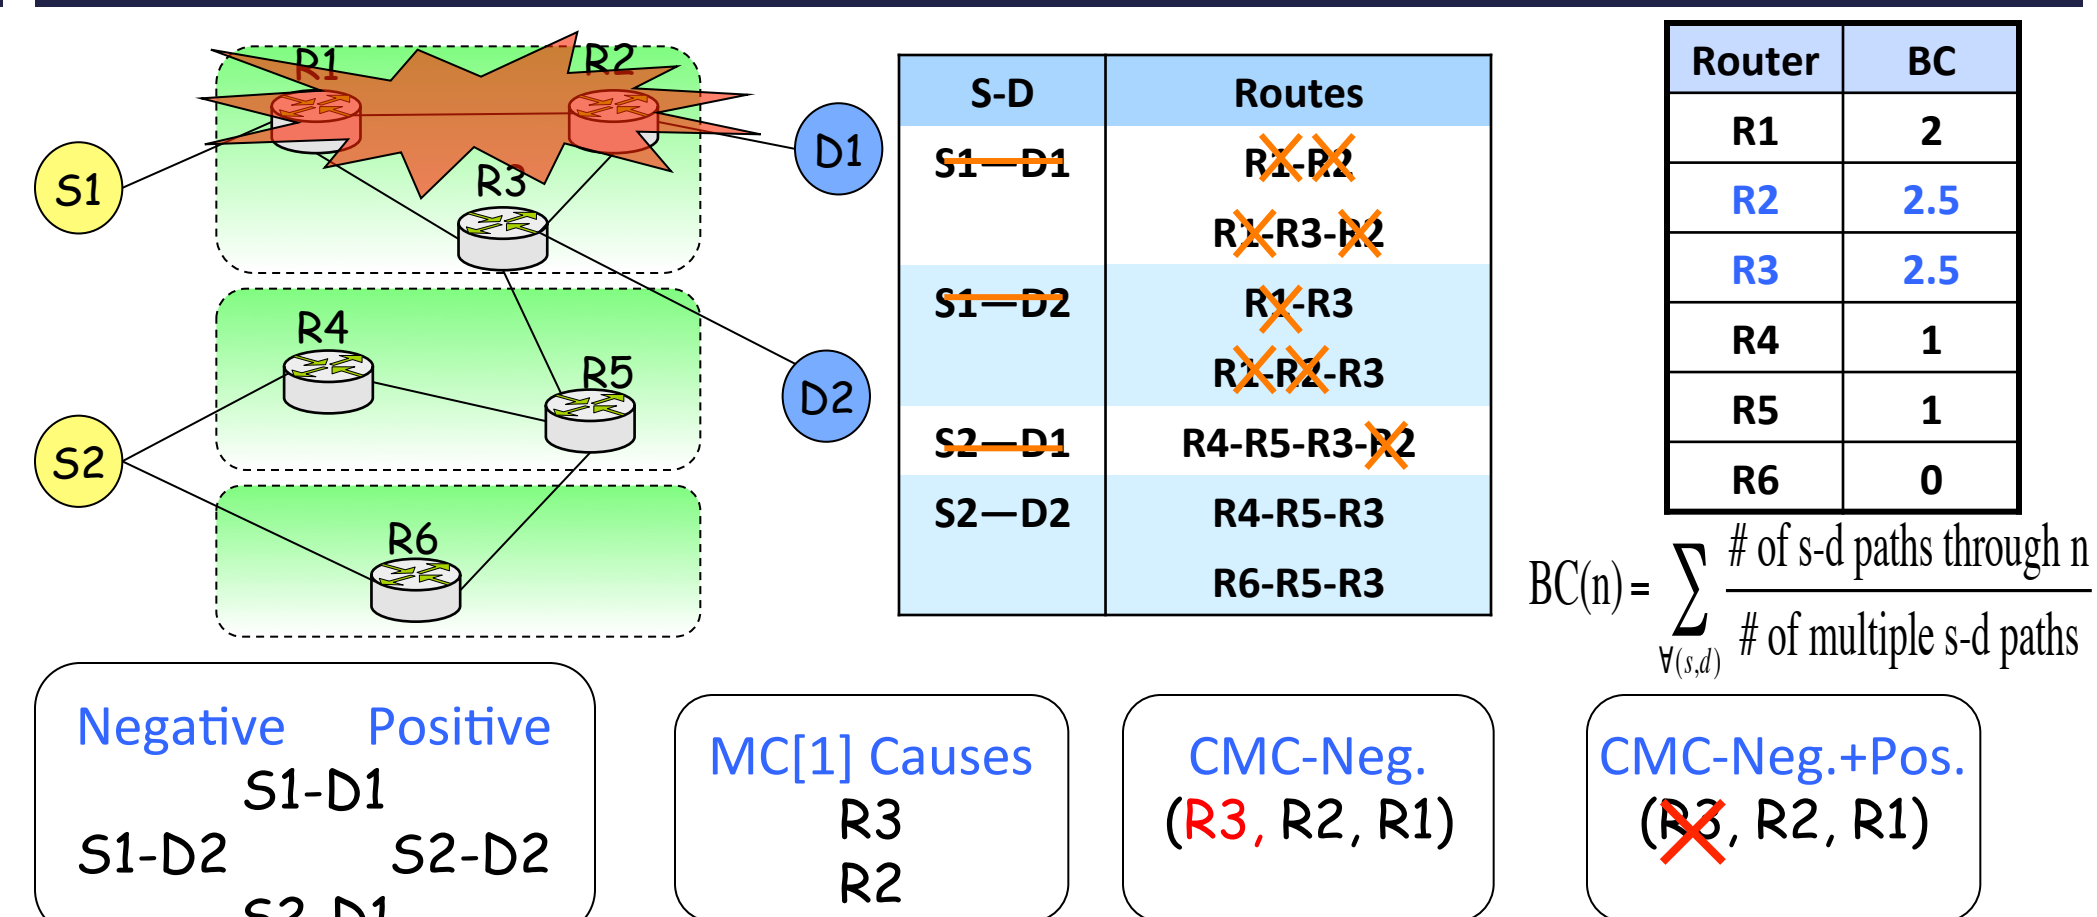 R1
R2
R3
S1
D1
R4
R5
D2
S2
R6
S-D Routes
S1—D1 R1-R2
R1-R3-R2
S1—D2 R1-R3
R1-R2-R3
S2—D1 R4-R5-R3-R2
S2—D2 R4-R5-R3
R6-R5-R3
Router BC
R1 2
R2 2.5
R3 2.5
R4 1
R5 1
R6 0
BC(n) = ∑ # of s-d paths through n
∀(s,d) # of multiple s-d paths
Negative Positive
S1-D1
S1-D2 S2-D2
S2-D1
MC[1] Causes
R3
R2
CMC-Neg.
(R3, R2, R1)
CMC-Neg.+Pos.
(R3, R2, R1)